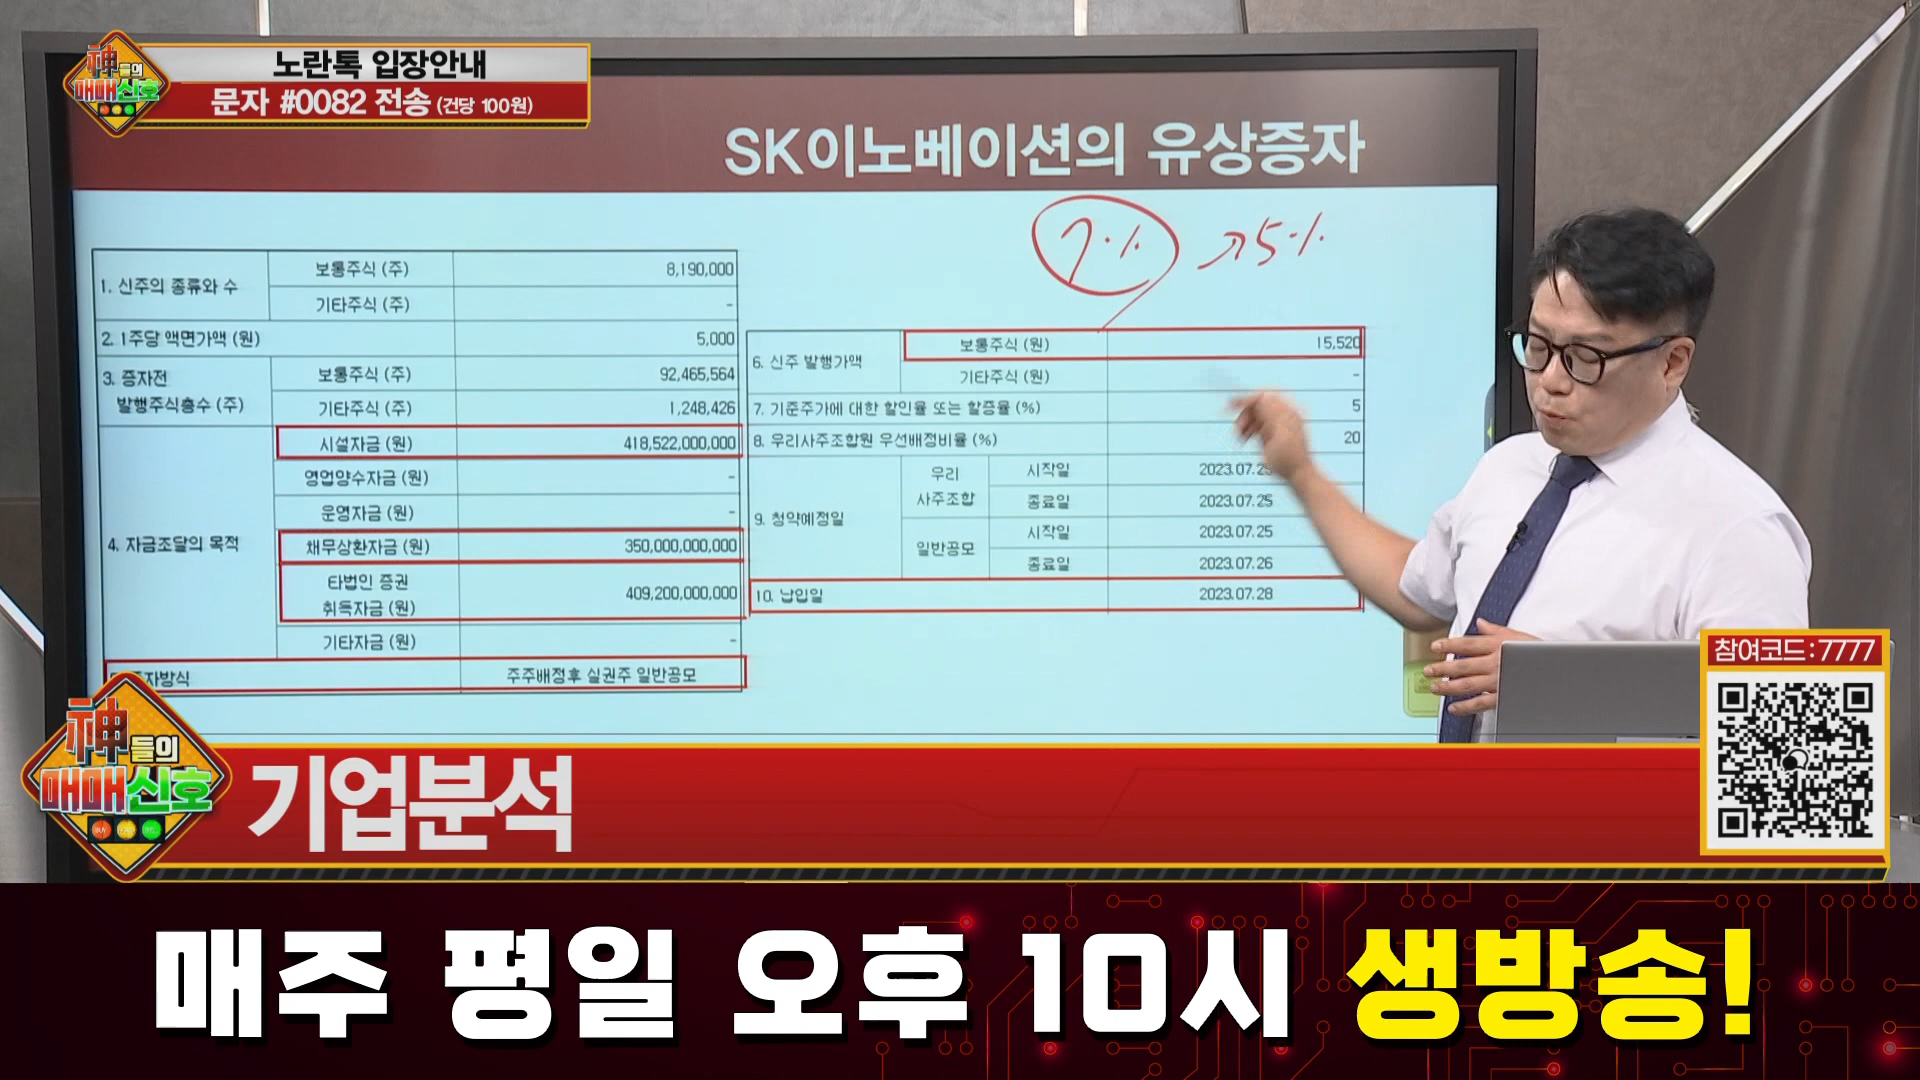 神들의
매매신호
노란톡 입장안내
문자 #0082 전송 (건당 100원)
SK이노베이션의 유상증자
1. 신주의 종류와 수
보통주식 (주) 8,190,000
기타주식 (주) -
2. 1주당 액면가액 (원) 5,000
3. 증자전
발행주식총수 (주)
보통주식 (주) 92,465,564
기타주식 (주) 1,248,426
4. 자금조달의 목적
시설자금 (원) 418,522,000,000
영업양수자금 (원) -
운영자금 (원) -
채무상환자금 (원) 350,000,000,000
타법인 증권
취득자금 (원) 409,200,000,000
기타자금 (원) -
자방식 주주배정후 실권주 일반공모
6. 신주 발행가액
보통주식 (원) 15,520
기타주식 (원) -
7. 기준주가에 대한 할인율 또는 할증율 (%) 5
8. 우리사주조합원 우선배정비율 (%) 20
9. 청약예정일
우리
사주조합
시작일 2023.07.25
종료일 2023.07.25
일반공모
시작일 2023.07.25
종료일 2023.07.26
10. 납입일 2023.07.28
神들의
매매신호
기업분석
참여코드:7777
매주 평일 오후 10시 생방송!